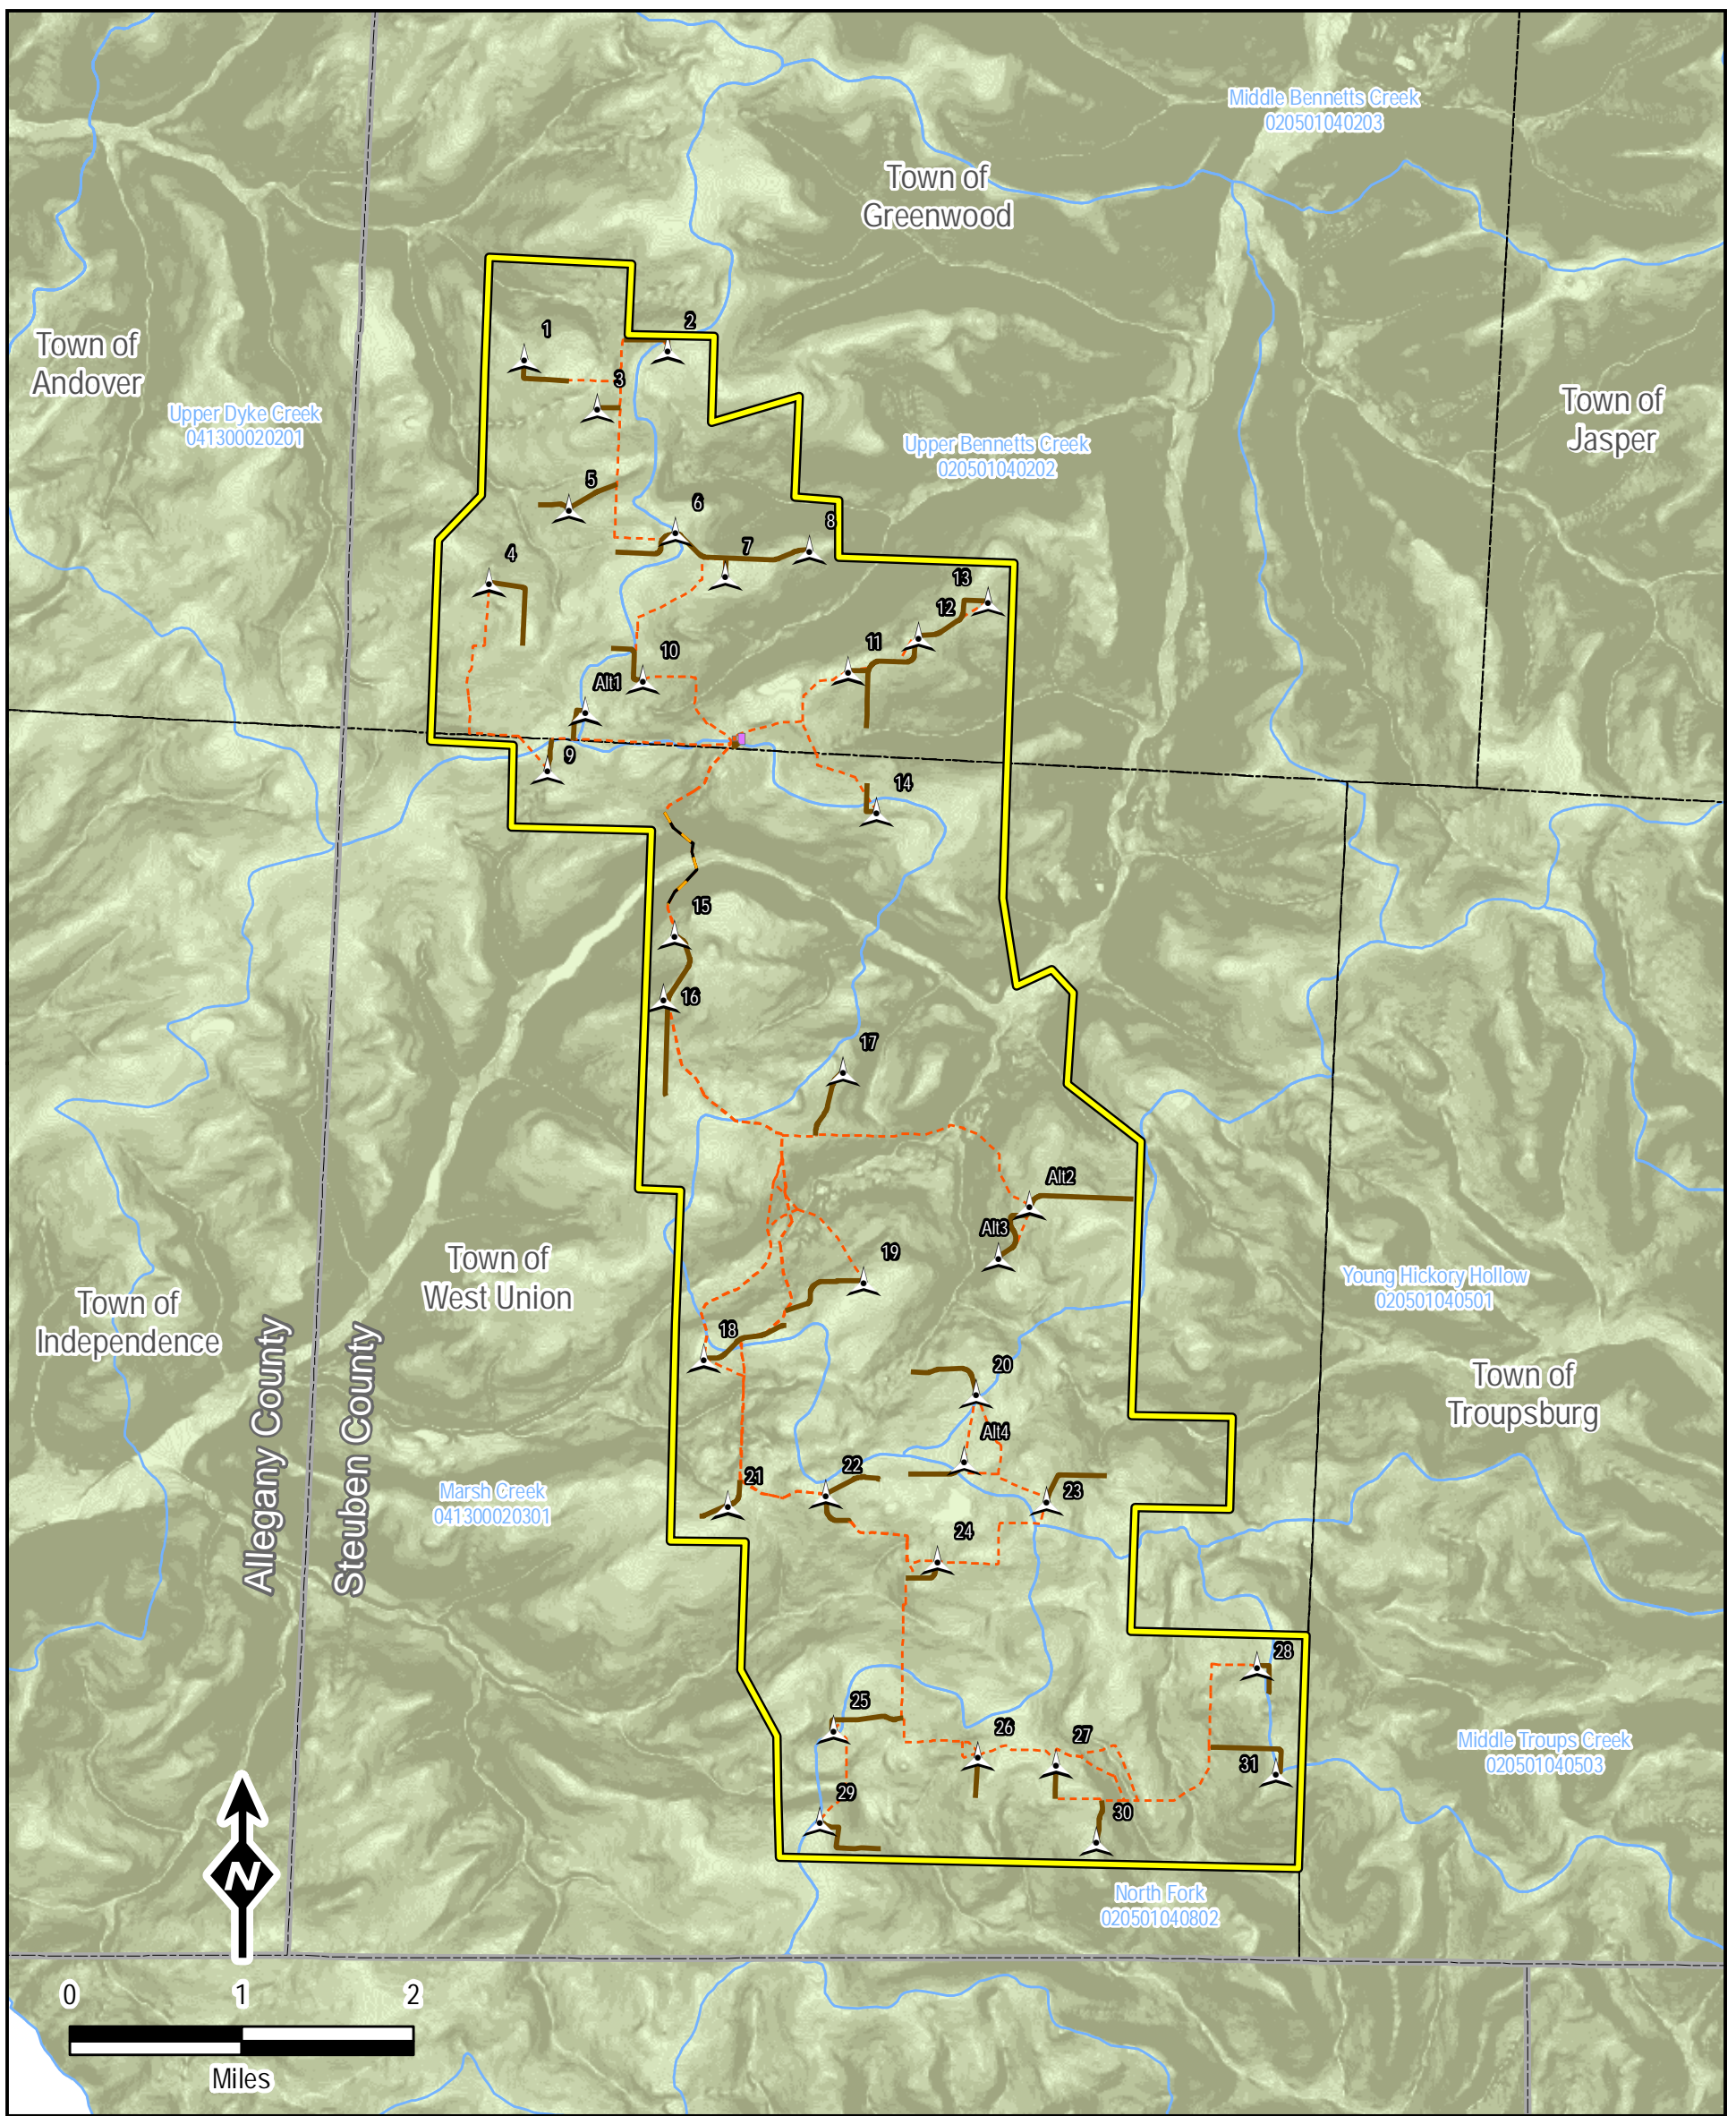 Middle Bennetts Creek
020501040203
Town of
Greenwood
Town of
Andover
Upper Dyke Creek
041300020201
Town of
Jasper
Upper Bennetts Creek
020501040202
1
2
3
5
6
7
8
4
13
12
11
10
Alt1
9
14
15
16
17
Alt2
Alt3
19
Town of
West Union
Town of
Independence
Allegany County
Steuben County
Young Hickory Hollow
020501040501
18
20
Town of
Troupsburg
Alt4
22
21
23
Marsh Creek
041300020301
24
28
25
26
27
31
Middle Troups Creek
020501040503
29
30
North Fork
020501040802
N
0 1 2
Miles